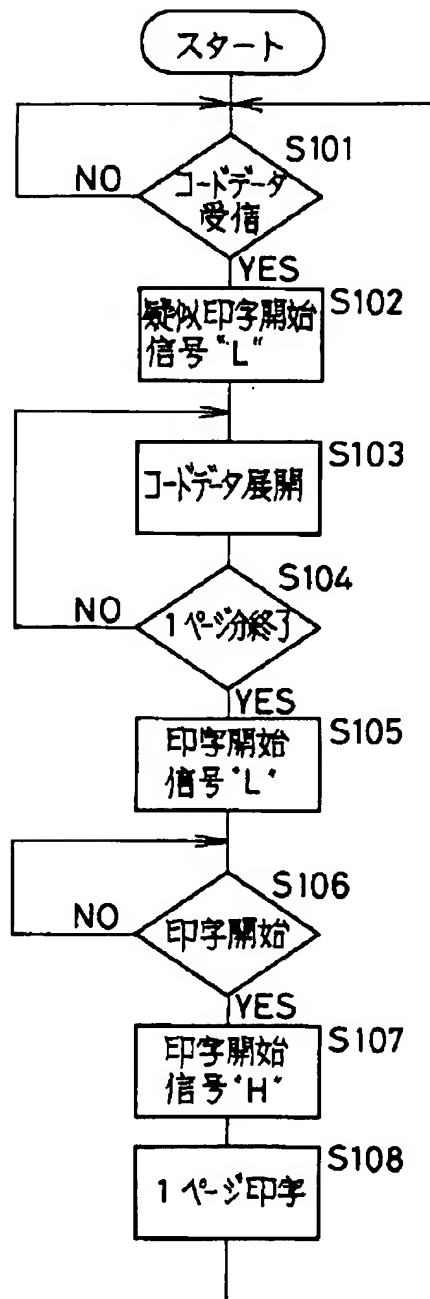 スタート
S101
NO
コードデータ
受信
YES
S102
疑似印字開始
信号"L"
S103
コードデータ展開
S104
NO
1ページ分終了
YES
S105
印字開始
信号"L"
S106
NO
印字開始
YES
S107
印字開始
信号"H"
S108
1ページ印字